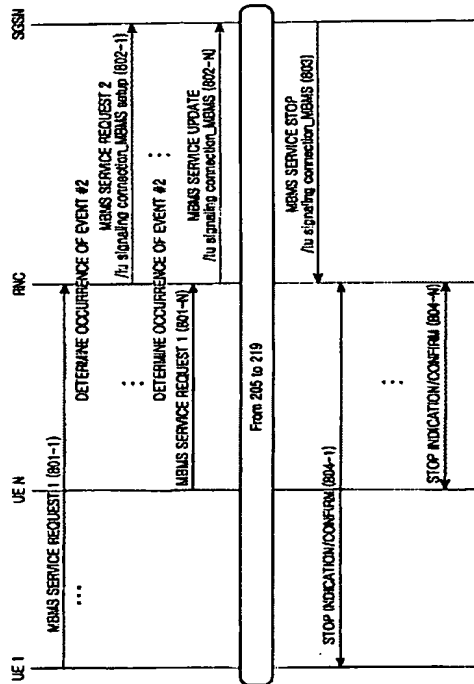 UE 1
UE N
RNC
SGSN
MBMS SERVICE REQUEST 1 (801-1)
...
DETERMINE OCCURRENCE OF EVENT #2
MBMS SERVICE REQUEST 2
/Iu signaling connection_MBMS setup (802-1)
...
...
DETERMINE OCCURRENCE OF EVENT #2
MBMS SERVICE REQUEST 1 (801-N)
MBMS SERVICE UPDATE
/Iu signaling connection_MBMS (802-N)
From 205 to 219
MBMS SERVICE STOP
/Iu signaling connection_MBMS (803)
STOP INDICATION/CONFIRM (804-1)
...
STOP INDICATION/CONFIRM (804-N)